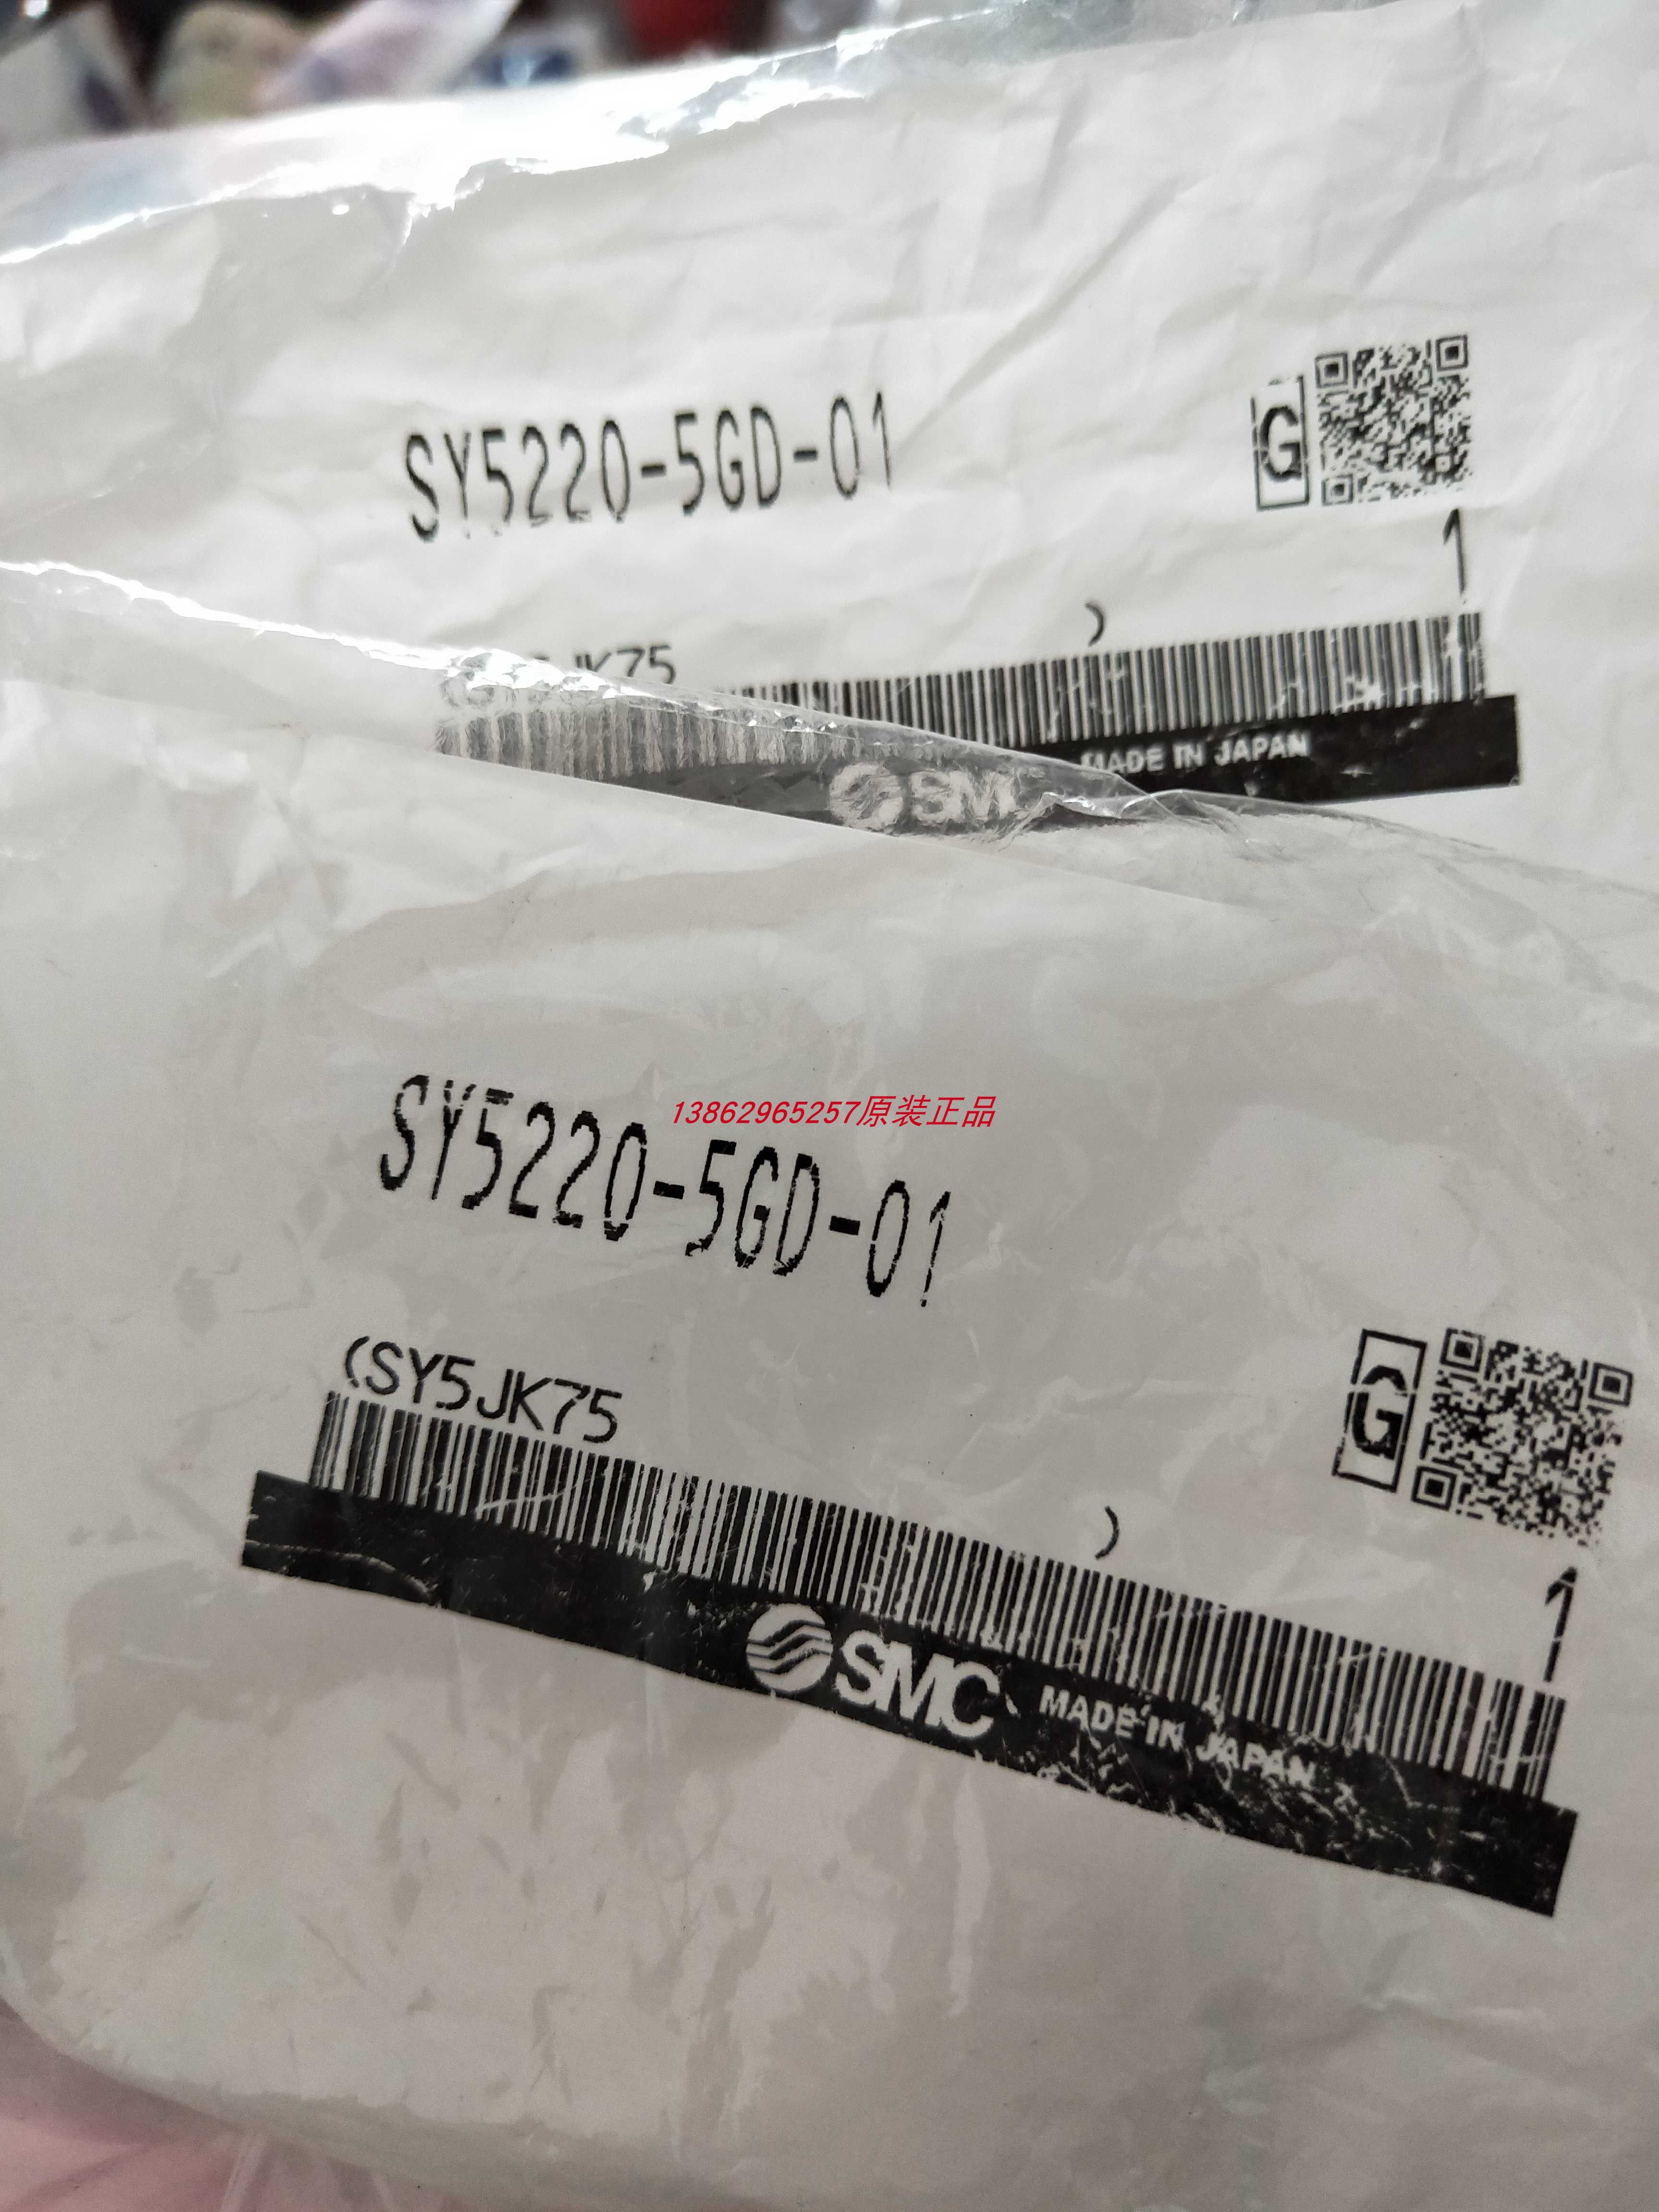 SY5220-5GD-01
G
1
JK75
)
SMC
MADE IN JAPAN
13862965257原装正品
SY5220-5GD-01
(SY5JK75
)
G
1
SMC MADE IN JAPAN